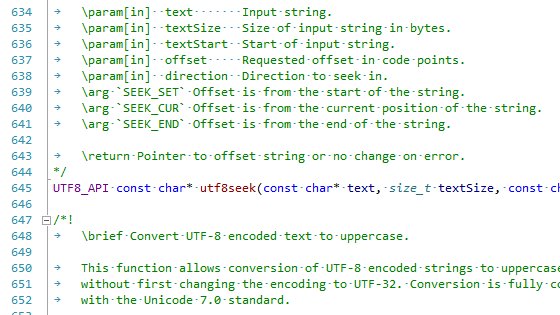 634 \param[in] text Input string.
635 \param[in] textSize Size of input string in bytes.
636 \param[in] textStart Start of input string.
637 \param[in] offset Requested offset in code points.
638 \param[in] direction Direction to seek in.
639 \arg `SEEK_SET` Offset is from the start of the string.
640 \arg `SEEK_CUR` Offset is from the current position of the string.
641 \arg `SEEK_END` Offset is from the end of the string.
642
643 \return Pointer to offset string or no change on error.
644 */
645 UTF8_API const char* utf8seek(const char* text, size_t textSize, const ch
646
647 /*!
648 \brief Convert UTF-8 encoded text to uppercase.
649
650 This function allows conversion of UTF-8 encoded strings to uppercase
651 without first changing the encoding to UTF-32. Conversion is fully co
652 with the Unicode 7.0 standard.